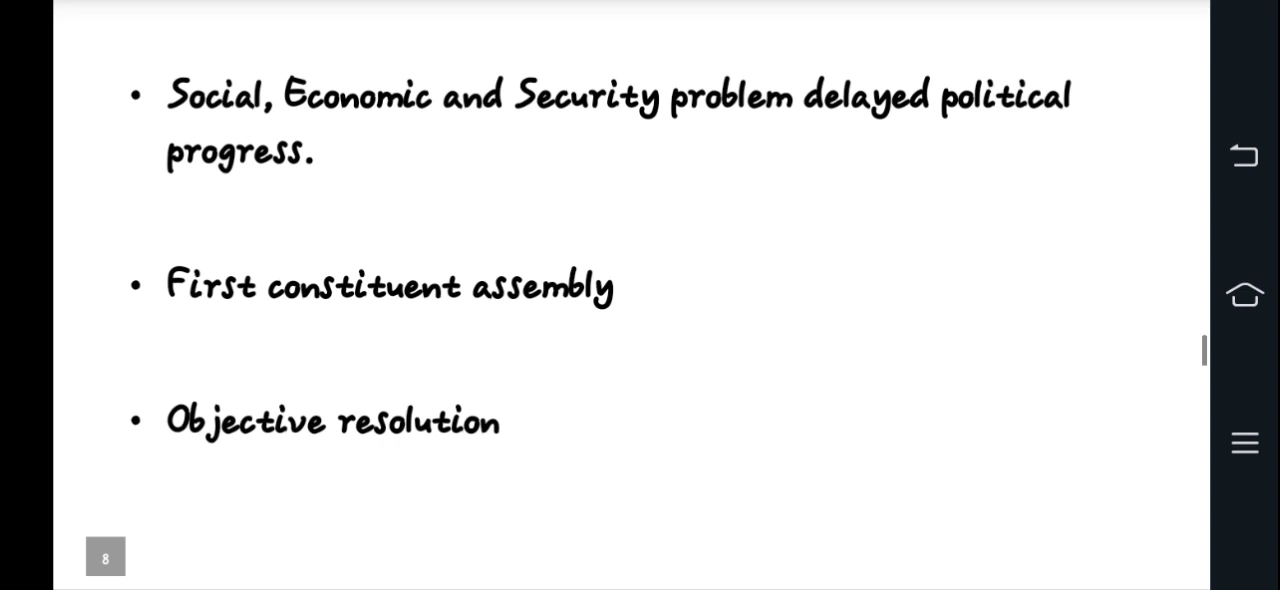 • Social, Economic and Security problem delayed political
progress.
• First constituent assembly
• Objective resolution
8